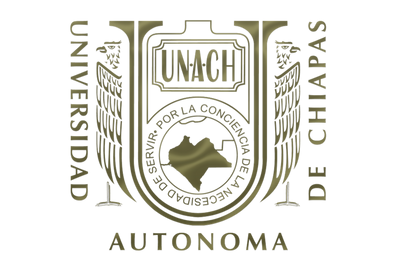 UNIVERSIDAD
AUTONOMA
DE CHIAPAS
UNACH
POR LA CONCIENCIA DE LA NECESIDAD DE SERVIR